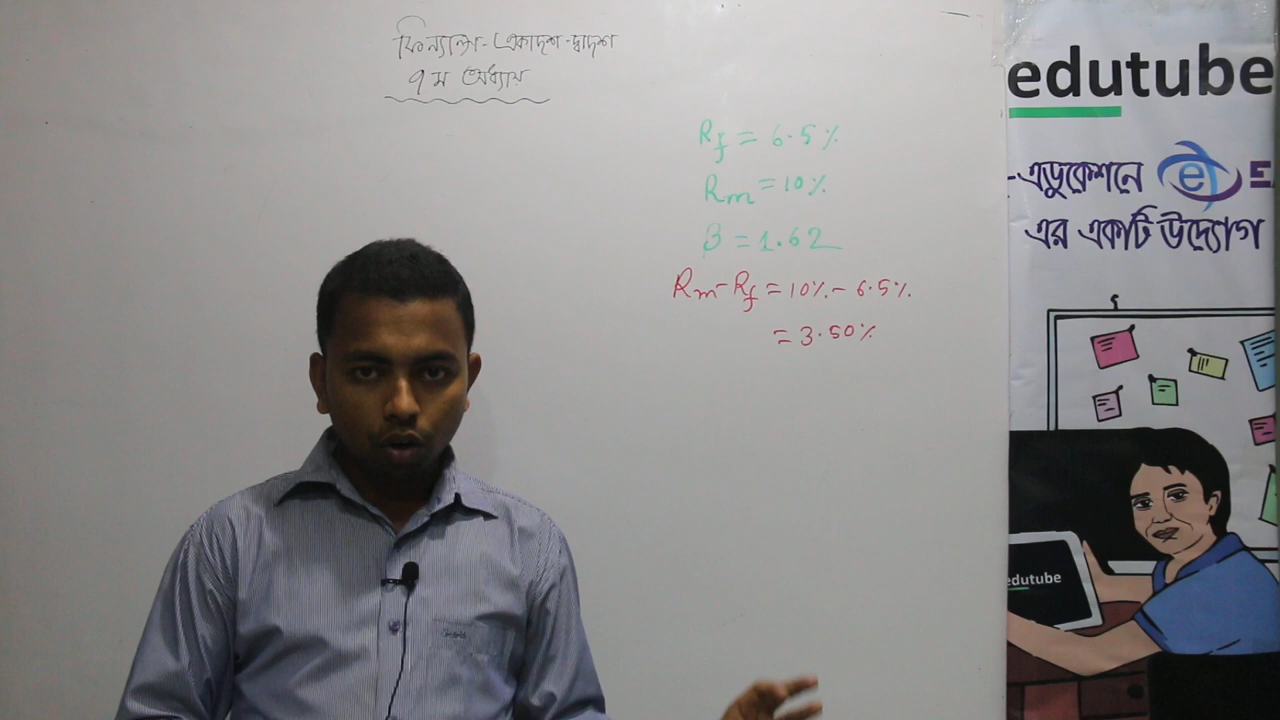 ফিন্যান্স-একাদশ-দ্বাদশ
৭ম অধ্যায়
Rf = 6.5%
Rm = 10%
β = 1.62
Rm-Rf = 10% - 6.5%
= 3.50%
edutube
-এডুকেশনে e E
এর একটি উদ্যোগ
edutube